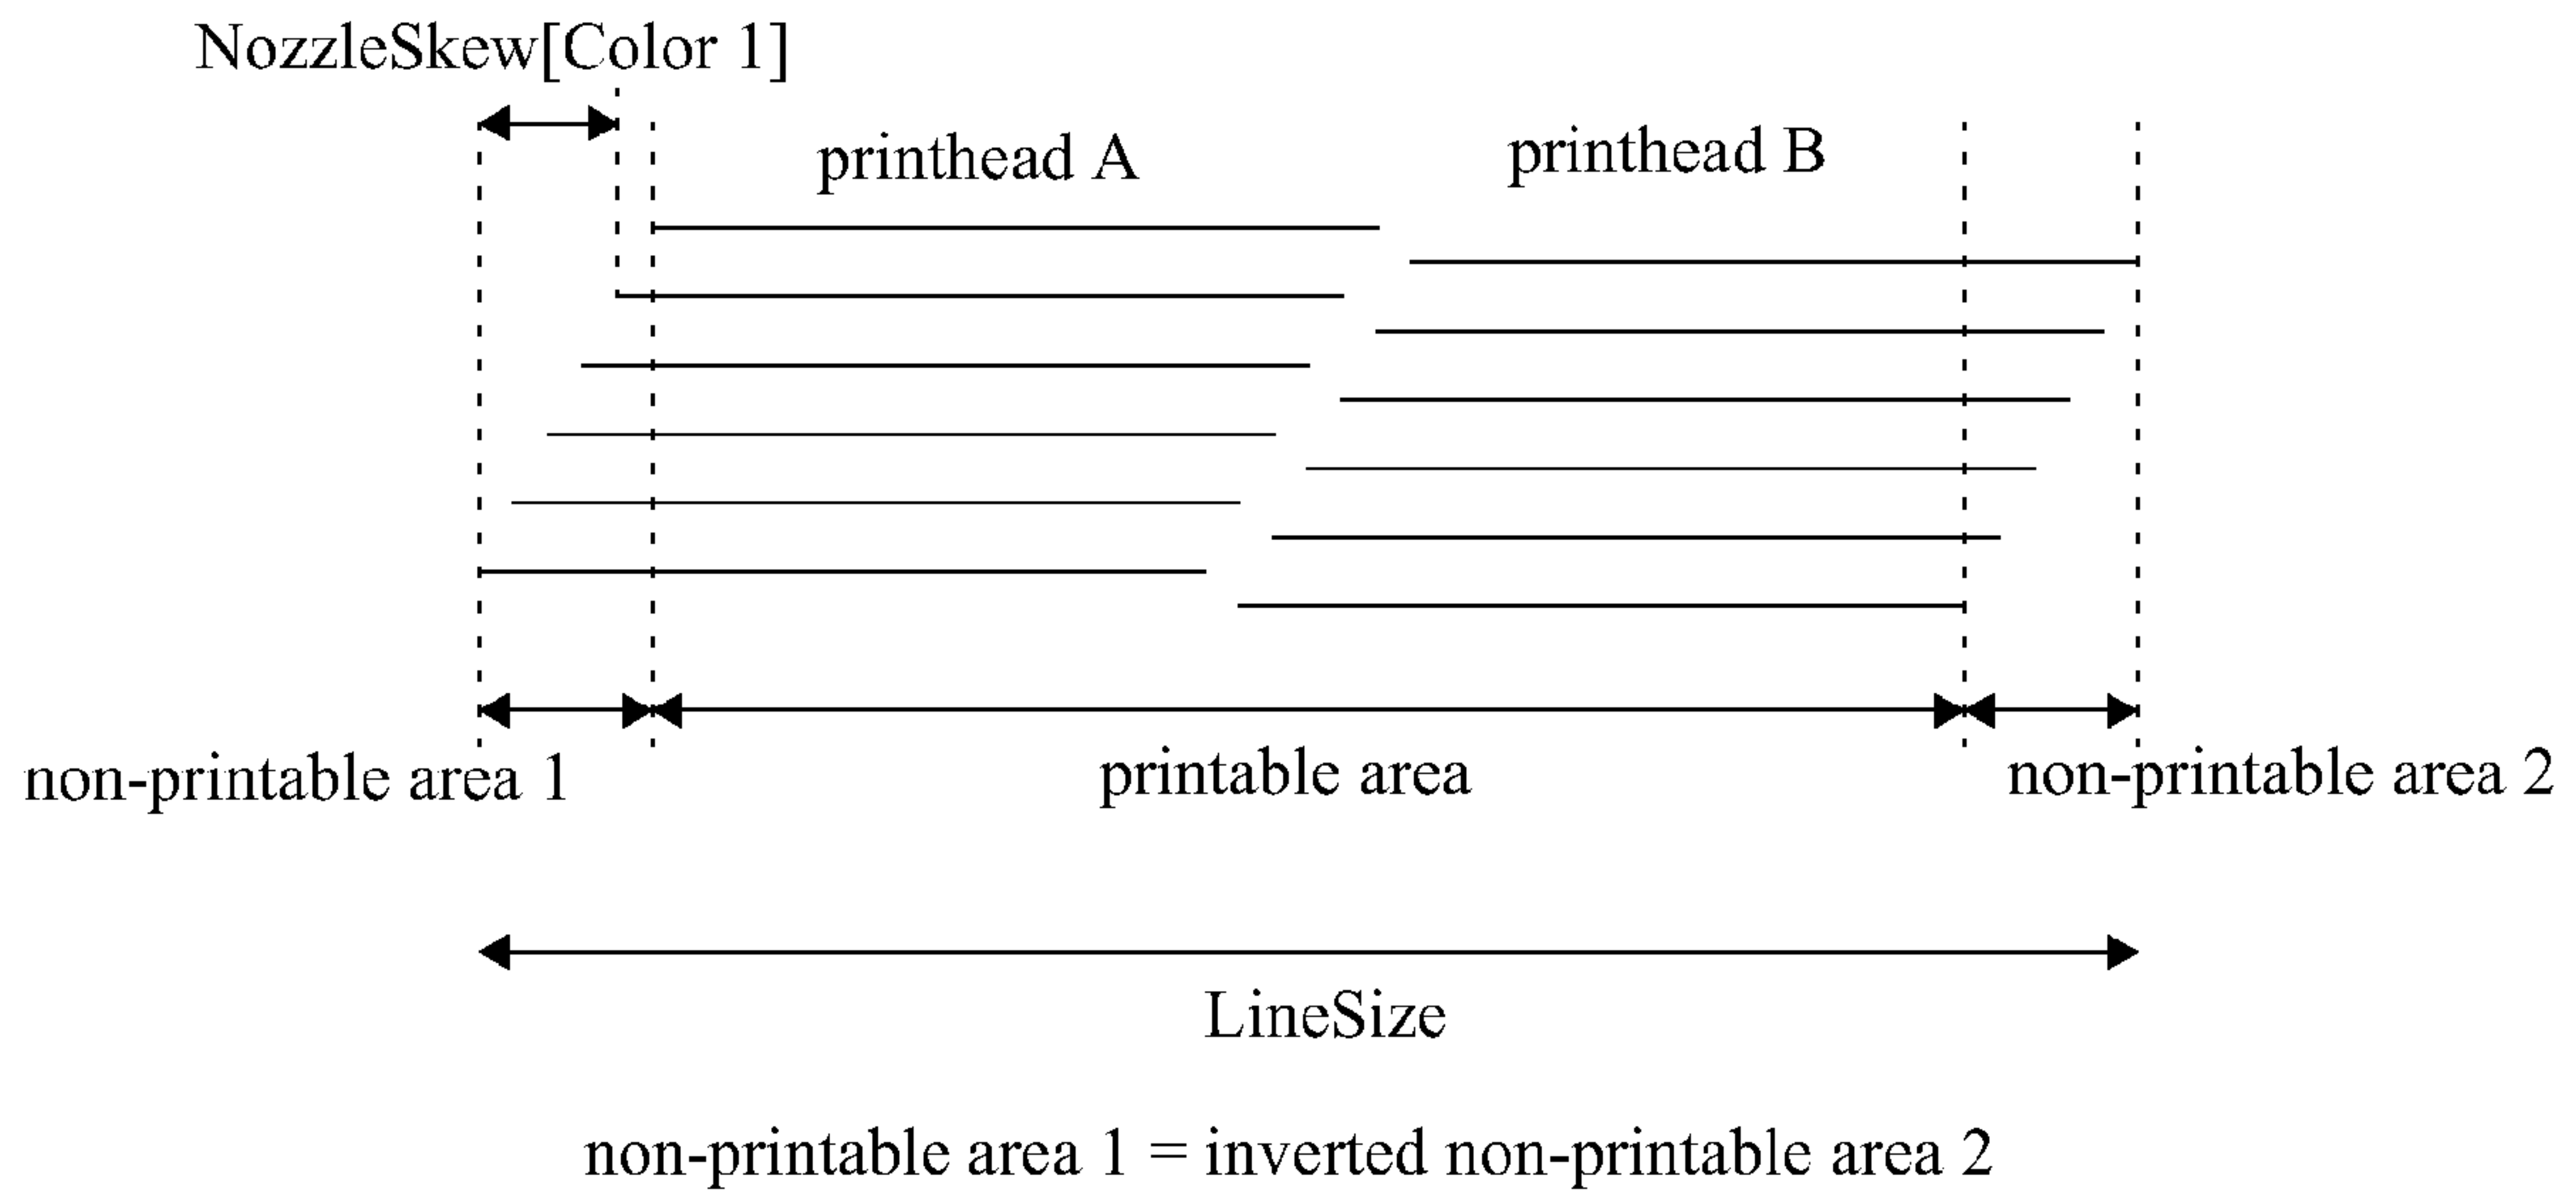 NozzleSkew[Color 1]
printhead A
printhead B
non-printable area 1
printable area
non-printable area 2
LineSize
non-printable area 1 = inverted non-printable area 2